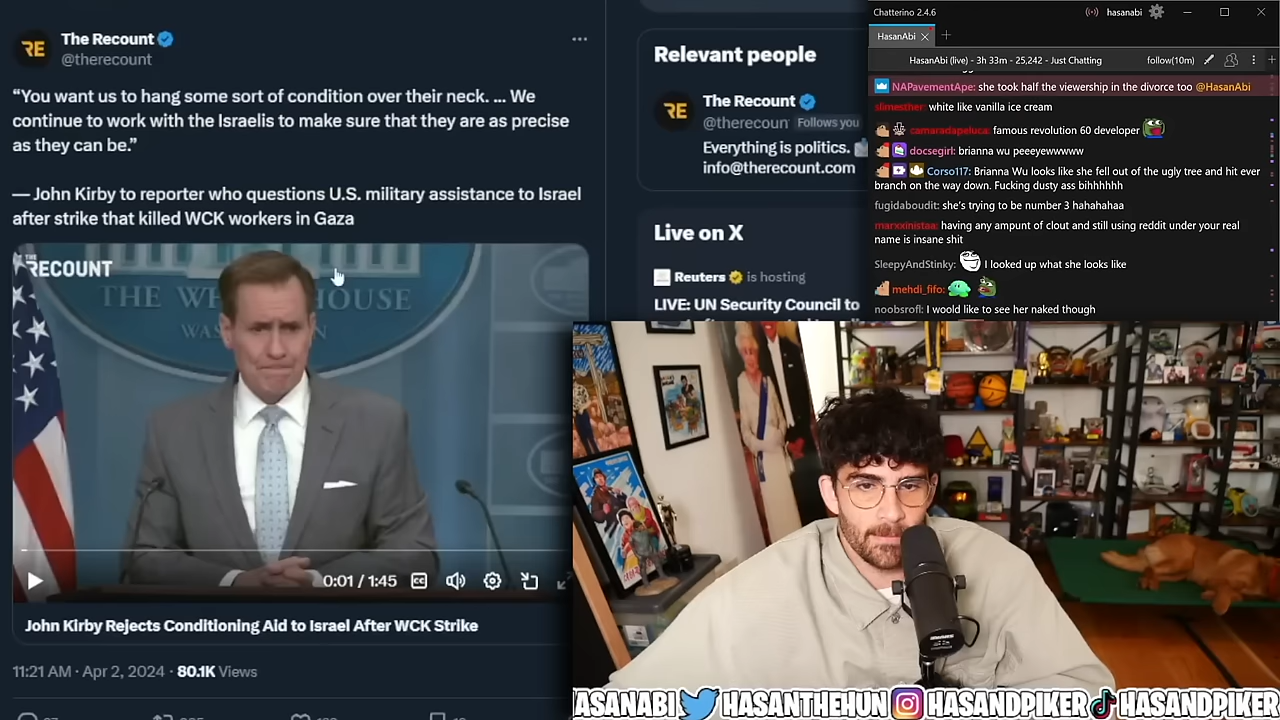 The Recount
@therecount
“You want us to hang some sort of condition over their neck. ... We
continue to work with the Israelis to make sure that they are as precise
as they can be.”
— John Kirby to reporter who questions U.S. military assistance to Israel
after strike that killed WCK workers in Gaza
RECOUNT
THE WHITE HOUSE
0:01 / 1:45
John Kirby Rejects Conditioning Aid to Israel After WCK Strike
11:21 AM · Apr 2, 2024 · 80.1K Views
Relevant people
The Recount
@therecoun Follows you
Everything is politics.
info@therecount.com
Live on X
Reuters is hosting
LIVE: UN Security Council to
Chatterino 2.4.6
hasanabi
HasanAbi
HasanAbi (live) - 3h 33m - 25,242 - Just Chatting
follow(10m)
NAPavementApe: she took half the viewership in the divorce too @HasanAbi
slimesther: white like vanilla ice cream
camaradapeluca: famous revolution 60 developer
docsegirl: brianna wu peeeyewwwww
Corso117: Brianna Wu looks like she fell out of the ugly tree and hit ever
branch on the way down. Fucking dusty ass bihhhhhh
fugidaboudit: she's trying to be number 3 hahahahaa
marxxinistaa: having any ampunt of clout and still using reddit under your real
name is insane shit
SleepyAndStinky: I looked up what she looks like
mehdi_fifo:
noobsrofl: I would like to see her naked though
ASANABI HASANTHEHUN HASANDPIKER HASANDPIKER